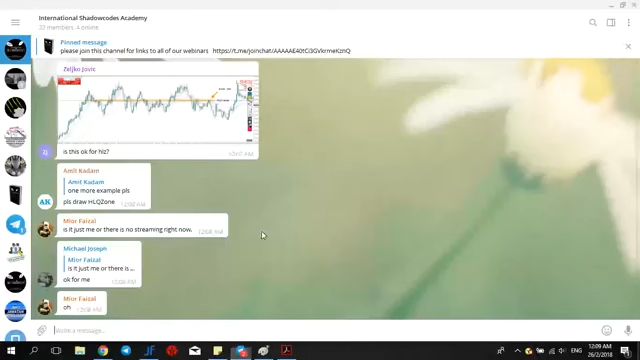 International Shadowcodes Academy
32 members, 4 online
Pinned message
please join this channel for links to all of our webinars https://t.me/joinchat/AAAAAE40tCi3GVkrmeKznQ
Zeljko Jovic
is this ok for hlz?
Amit Kadam
Amit Kadam
one more example pls
pls draw HLQZone
12:08 AM
AK
Mior Faizal
is it just me or there is no streaming right now.
12:08 AM
Michael Joseph
Mior Faizal
is it just me or there is...
ok for me
12:08 AM
Mior Faizal
oh
12:08 AM
Write a message...
ENG
12:09 AM
26/2/2018